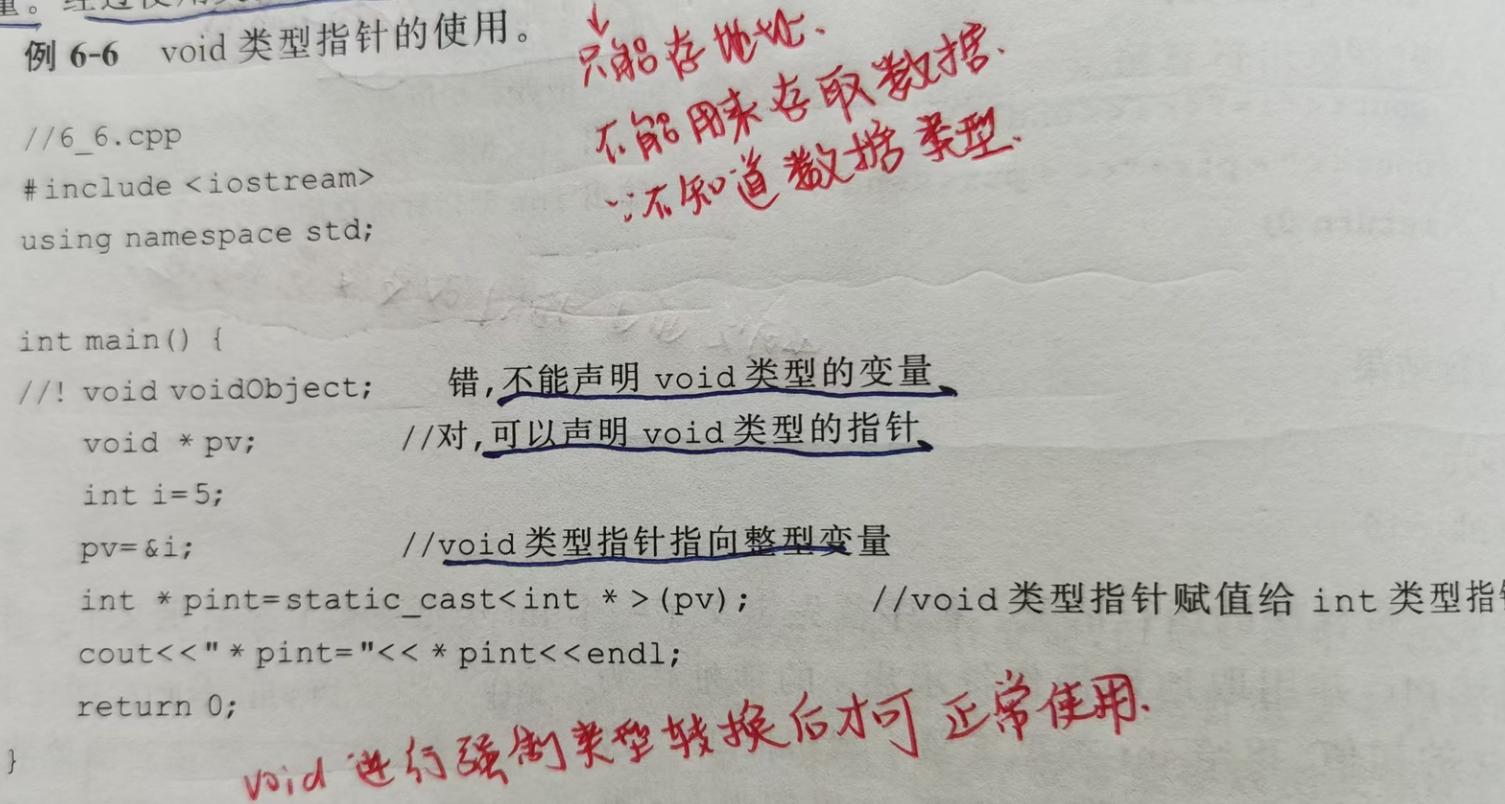 例 6-6 void 类型指针的使用。
只能存地址.
不能用来存取数据.
∵不知道数据类型.
//6_6.cpp
#include <iostream>
using namespace std;
int main() {
//! void voidObject; 错,不能声明 void 类型的变量
void * pv; //对,可以声明 void 类型的指针
int i=5;
pv=&i; //void 类型指针指向整型变量
int * pint=static_cast<int * >(pv); //void 类型指针赋值给 int 类型指
cout<<" * pint="<< * pint<<endl;
return 0;
void 进行强制类型转换后才可正常使用.
}